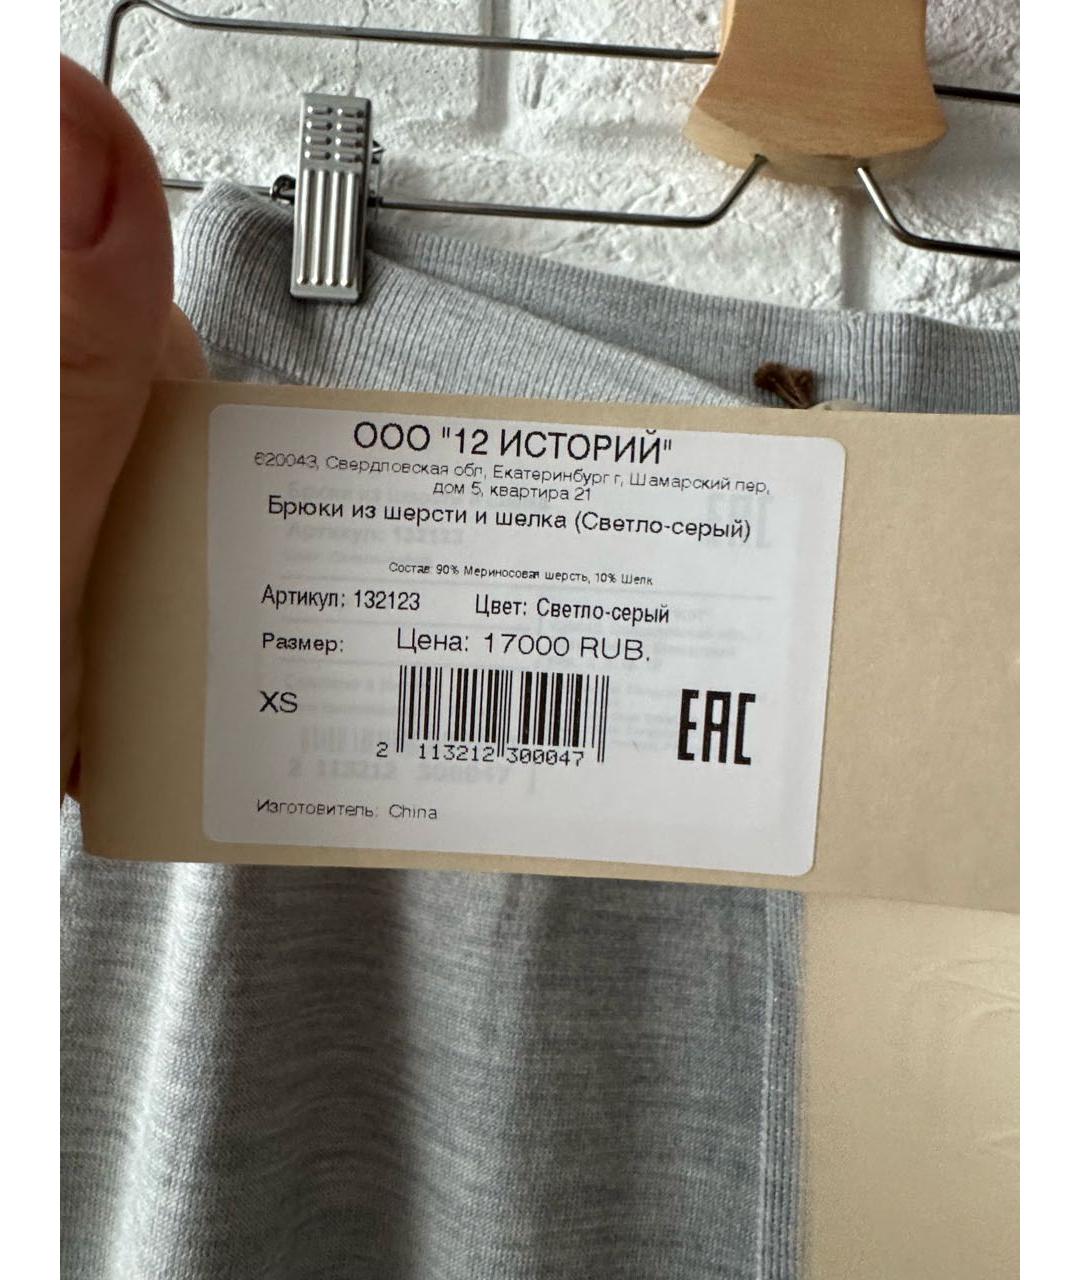 ООО "12 ИСТОРИЙ"
620043, Свердловская обл, Екатеринбург г, Шамарский пер,
дом 5, квартира 21
Брюки из шерсти и шелка (Светло-серый)
Состав: 90% Мериносовая шерсть, 10% Шелк
Артикул: 132123 Цвет: Светло-серый
Размер: Цена: 17000 RUB.
XS
2 113212 300047
EAC
Изготовитель: China